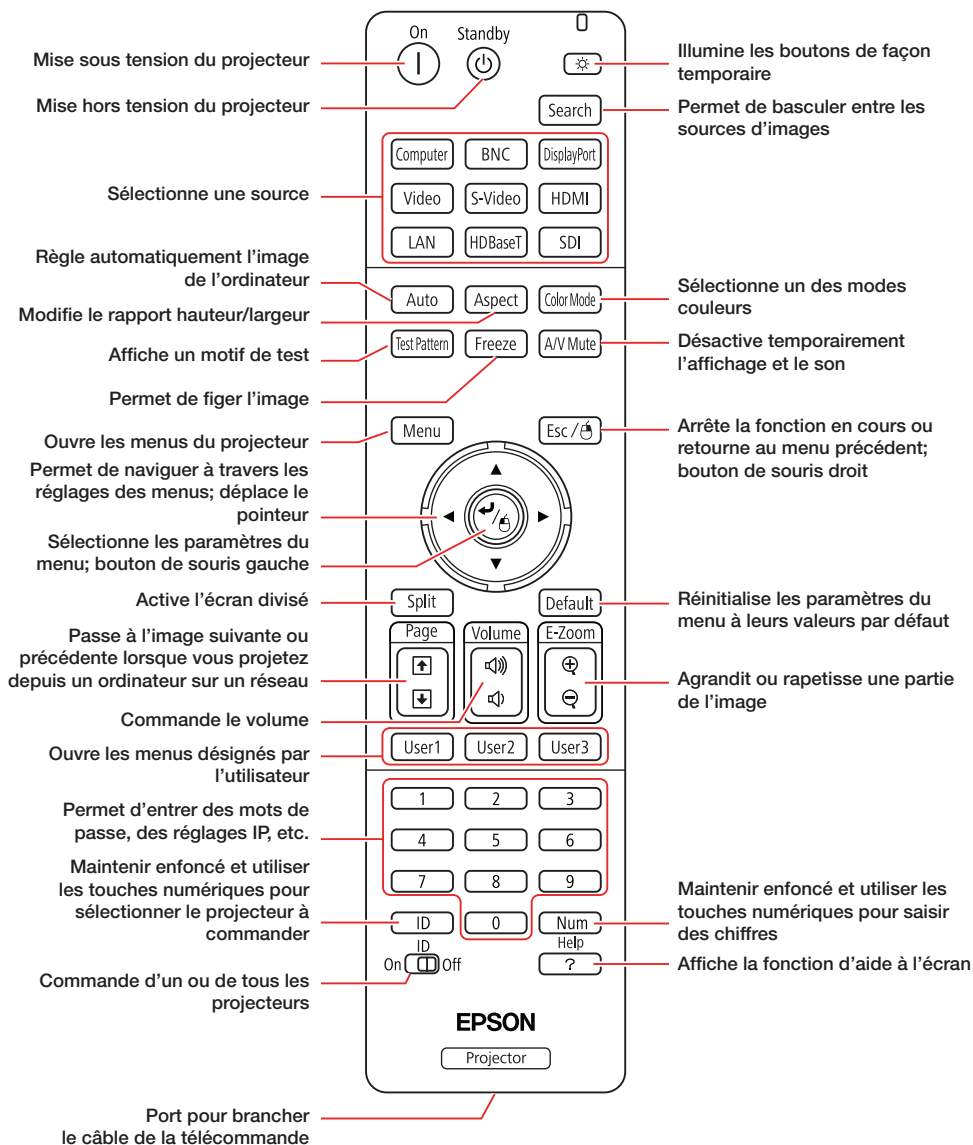 On
Standby
Mise sous tension du projecteur
Mise hors tension du projecteur
Illumine les boutons de façon
temporaire
Search
Permet de basculer entre les
sources d'images
Computer
BNC
DisplayPort
Video
S-Video
HDMI
LAN
HDBaseT
SDI
Sélectionne une source
Règle automatiquement l'image
de l'ordinateur
Modifie le rapport hauteur/largeur
Affiche un motif de test
Permet de figer l'image
Auto
Aspect
Color Mode
Test Pattern
Freeze
A/V Mute
Sélectionne un des modes
couleurs
Désactive temporairement
l'affichage et le son
Menu
Esc /
Ouvre les menus du projecteur
Permet de naviguer à travers les
réglages des menus; déplace le
pointeur
Sélectionne les paramètres du
menu; bouton de souris gauche
Arrête la fonction en cours ou
retourne au menu précédent;
bouton de souris droit
/
Active l'écran divisé
Split
Default
Réinitialise les paramètres du
menu à leurs valeurs par défaut
Page
Volume
E-Zoom
Passe à l'image suivante ou
précédente lorsque vous projetez
depuis un ordinateur sur un réseau
Commande le volume
Agrandit ou rapetisse une partie
de l'image
User1
User2
User3
Ouvre les menus désignés par
l'utilisateur
1
2
3
4
5
6
7
8
9
ID
0
Num
Permet d'entrer des mots de
passe, des réglages IP, etc.
Maintenir enfoncé et utiliser
les touches numériques pour
sélectionner le projecteur à
commander
Maintenir enfoncé et utiliser les
touches numériques pour saisir
des chiffres
ID
On
Off
Help
?
Commande d'un ou de tous les
projecteurs
Affiche la fonction d'aide à l'écran
EPSON
Projector
Port pour brancher
le câble de la télécommande